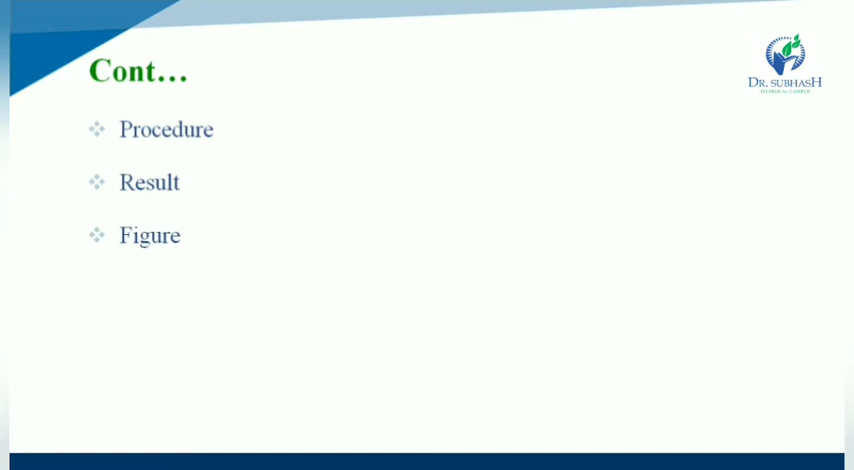 Cont...
DR. SUBHASH
TECHNICAL CAMPUS
Procedure
Result
Figure